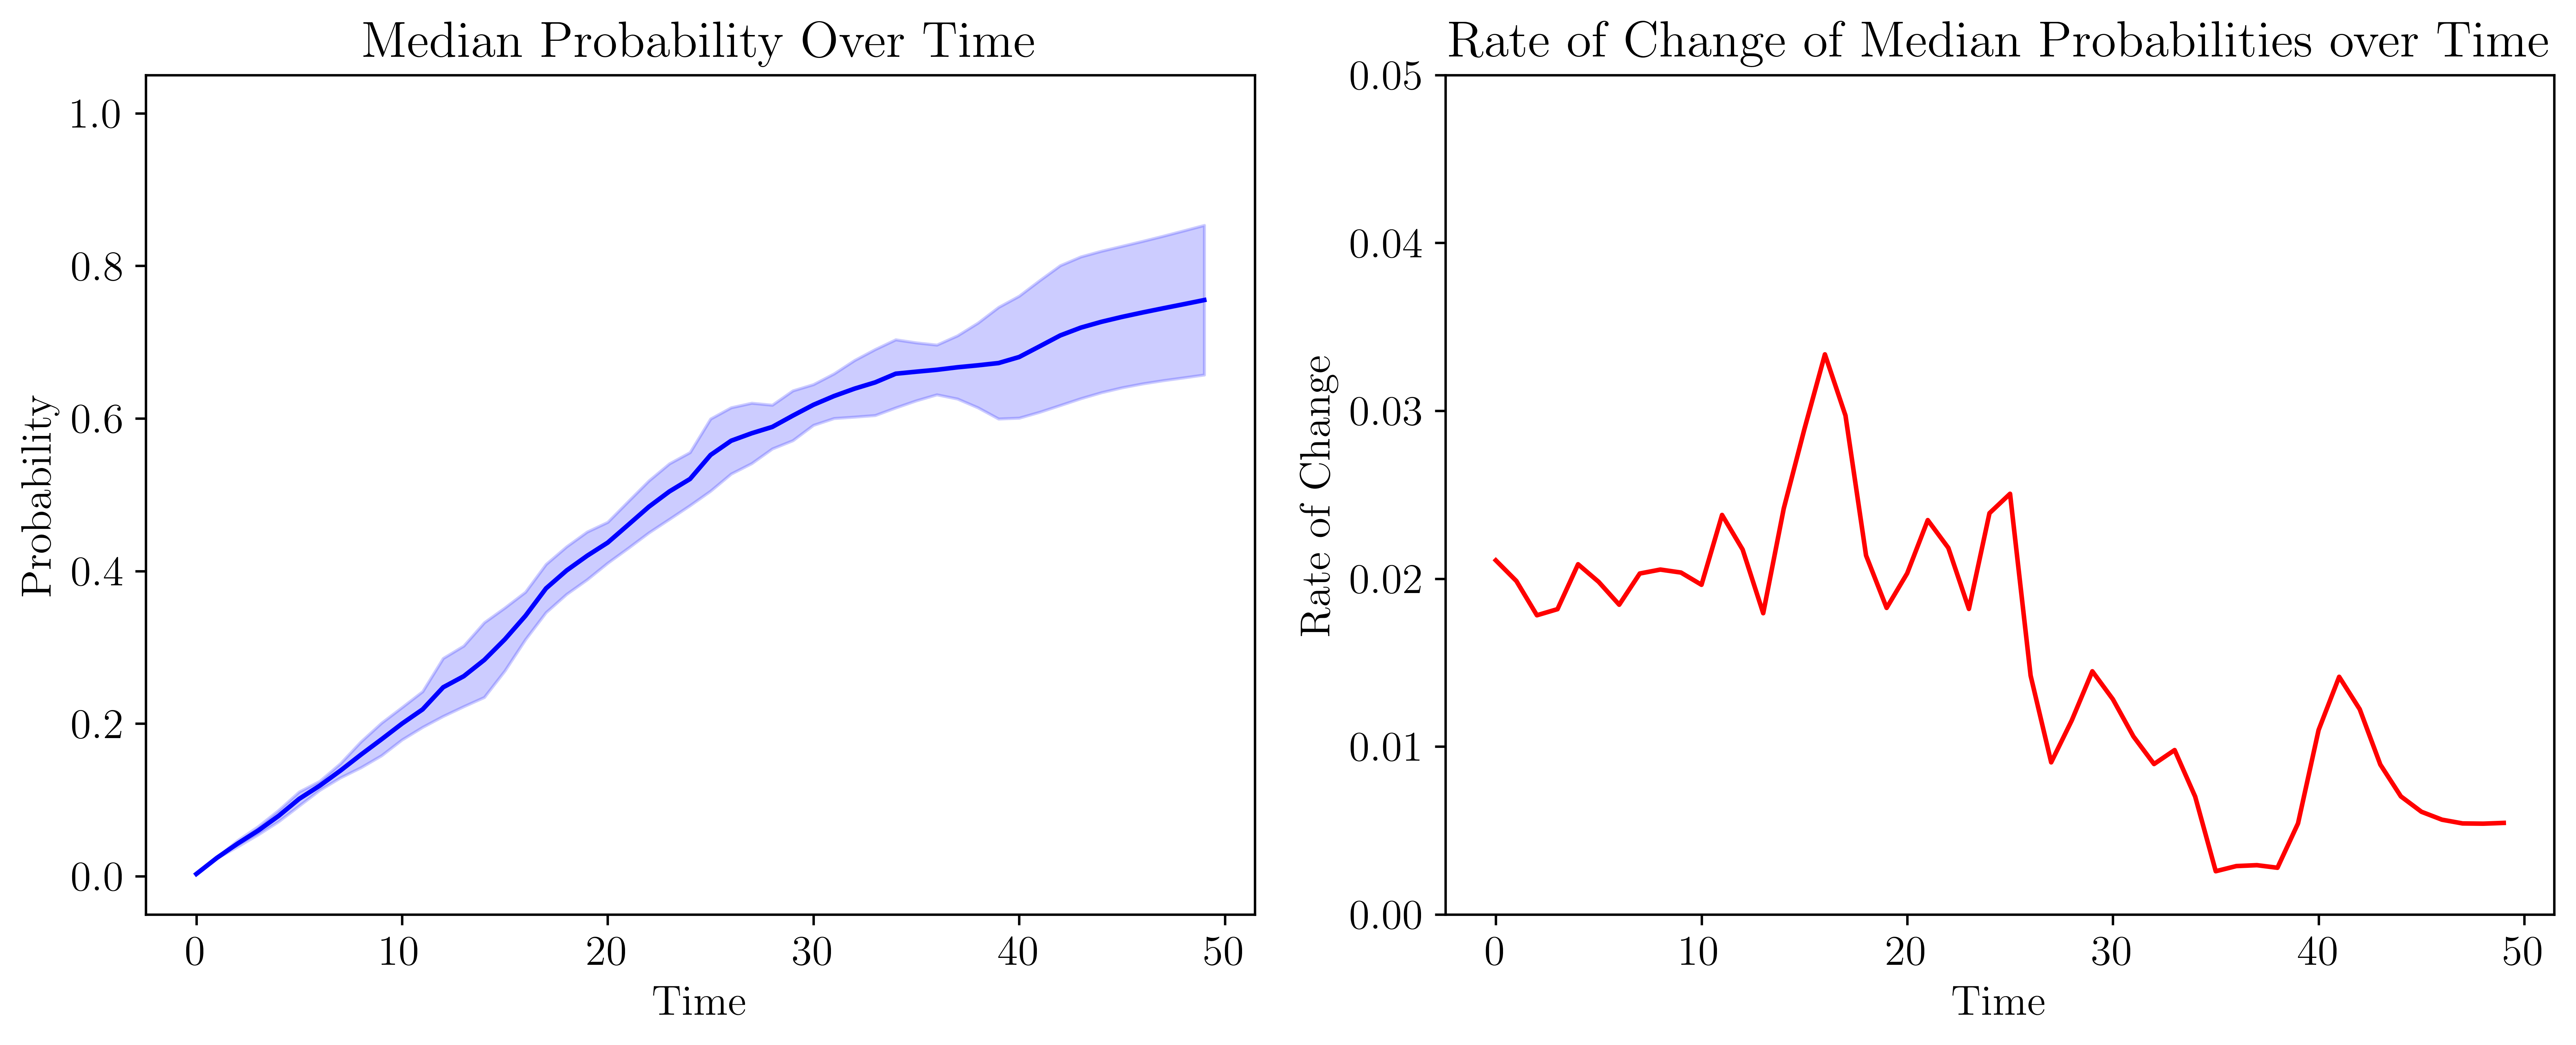 Median Probability Over Time
Probability
1.0
0.8
0.6
0.4
0.2
0.0
0 10 20 30 40 50
Time
Rate of Change of Median Probabilities over Time
Rate of Change
0.05
0.04
0.03
0.02
0.01
0.00
0 10 20 30 40 50
Time